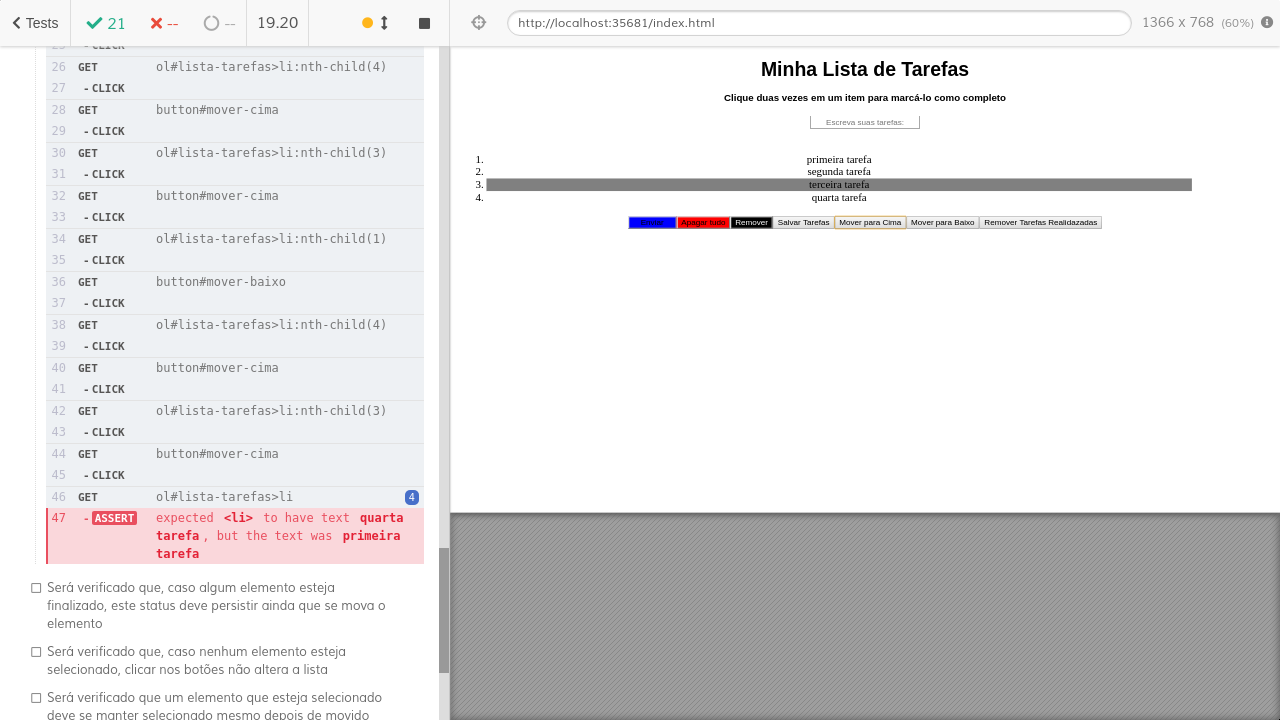 Tests
21
--
--
19.20
http://localhost:35681/index.html
1366 x 768 (60%)
- CLICK
26 GET ol#lista-tarefas>li:nth-child(4)
27 - CLICK
28 GET button#mover-cima
29 - CLICK
30 GET ol#lista-tarefas>li:nth-child(3)
31 - CLICK
32 GET button#mover-cima
33 - CLICK
34 GET ol#lista-tarefas>li:nth-child(1)
35 - CLICK
36 GET button#mover-baixo
37 - CLICK
38 GET ol#lista-tarefas>li:nth-child(4)
39 - CLICK
40 GET button#mover-cima
41 - CLICK
42 GET ol#lista-tarefas>li:nth-child(3)
43 - CLICK
44 GET button#mover-cima
45 - CLICK
46 GET ol#lista-tarefas>li 4
47 - ASSERT expected <li> to have text quarta
tarefa, but the text was primeira
tarefa
Será verificado que, caso algum elemento esteja
finalizado, este status deve persistir ainda que se mova o
elemento
Será verificado que, caso nenhum elemento esteja
selecionado, clicar nos botões não altera a lista
Será verificado que um elemento que esteja selecionado
deve se manter selecionado mesmo depois de movido
Minha Lista de Tarefas
Clique duas vezes em um item para marcá-lo como completo
Escreva suas tarefas:
1. primeira tarefa
2. segunda tarefa
3. terceira tarefa
4. quarta tarefa
Apagar tudo Remover Salvar Tarefas Mover para Cima Mover para Baixo Remover Tarefas Realidazadas